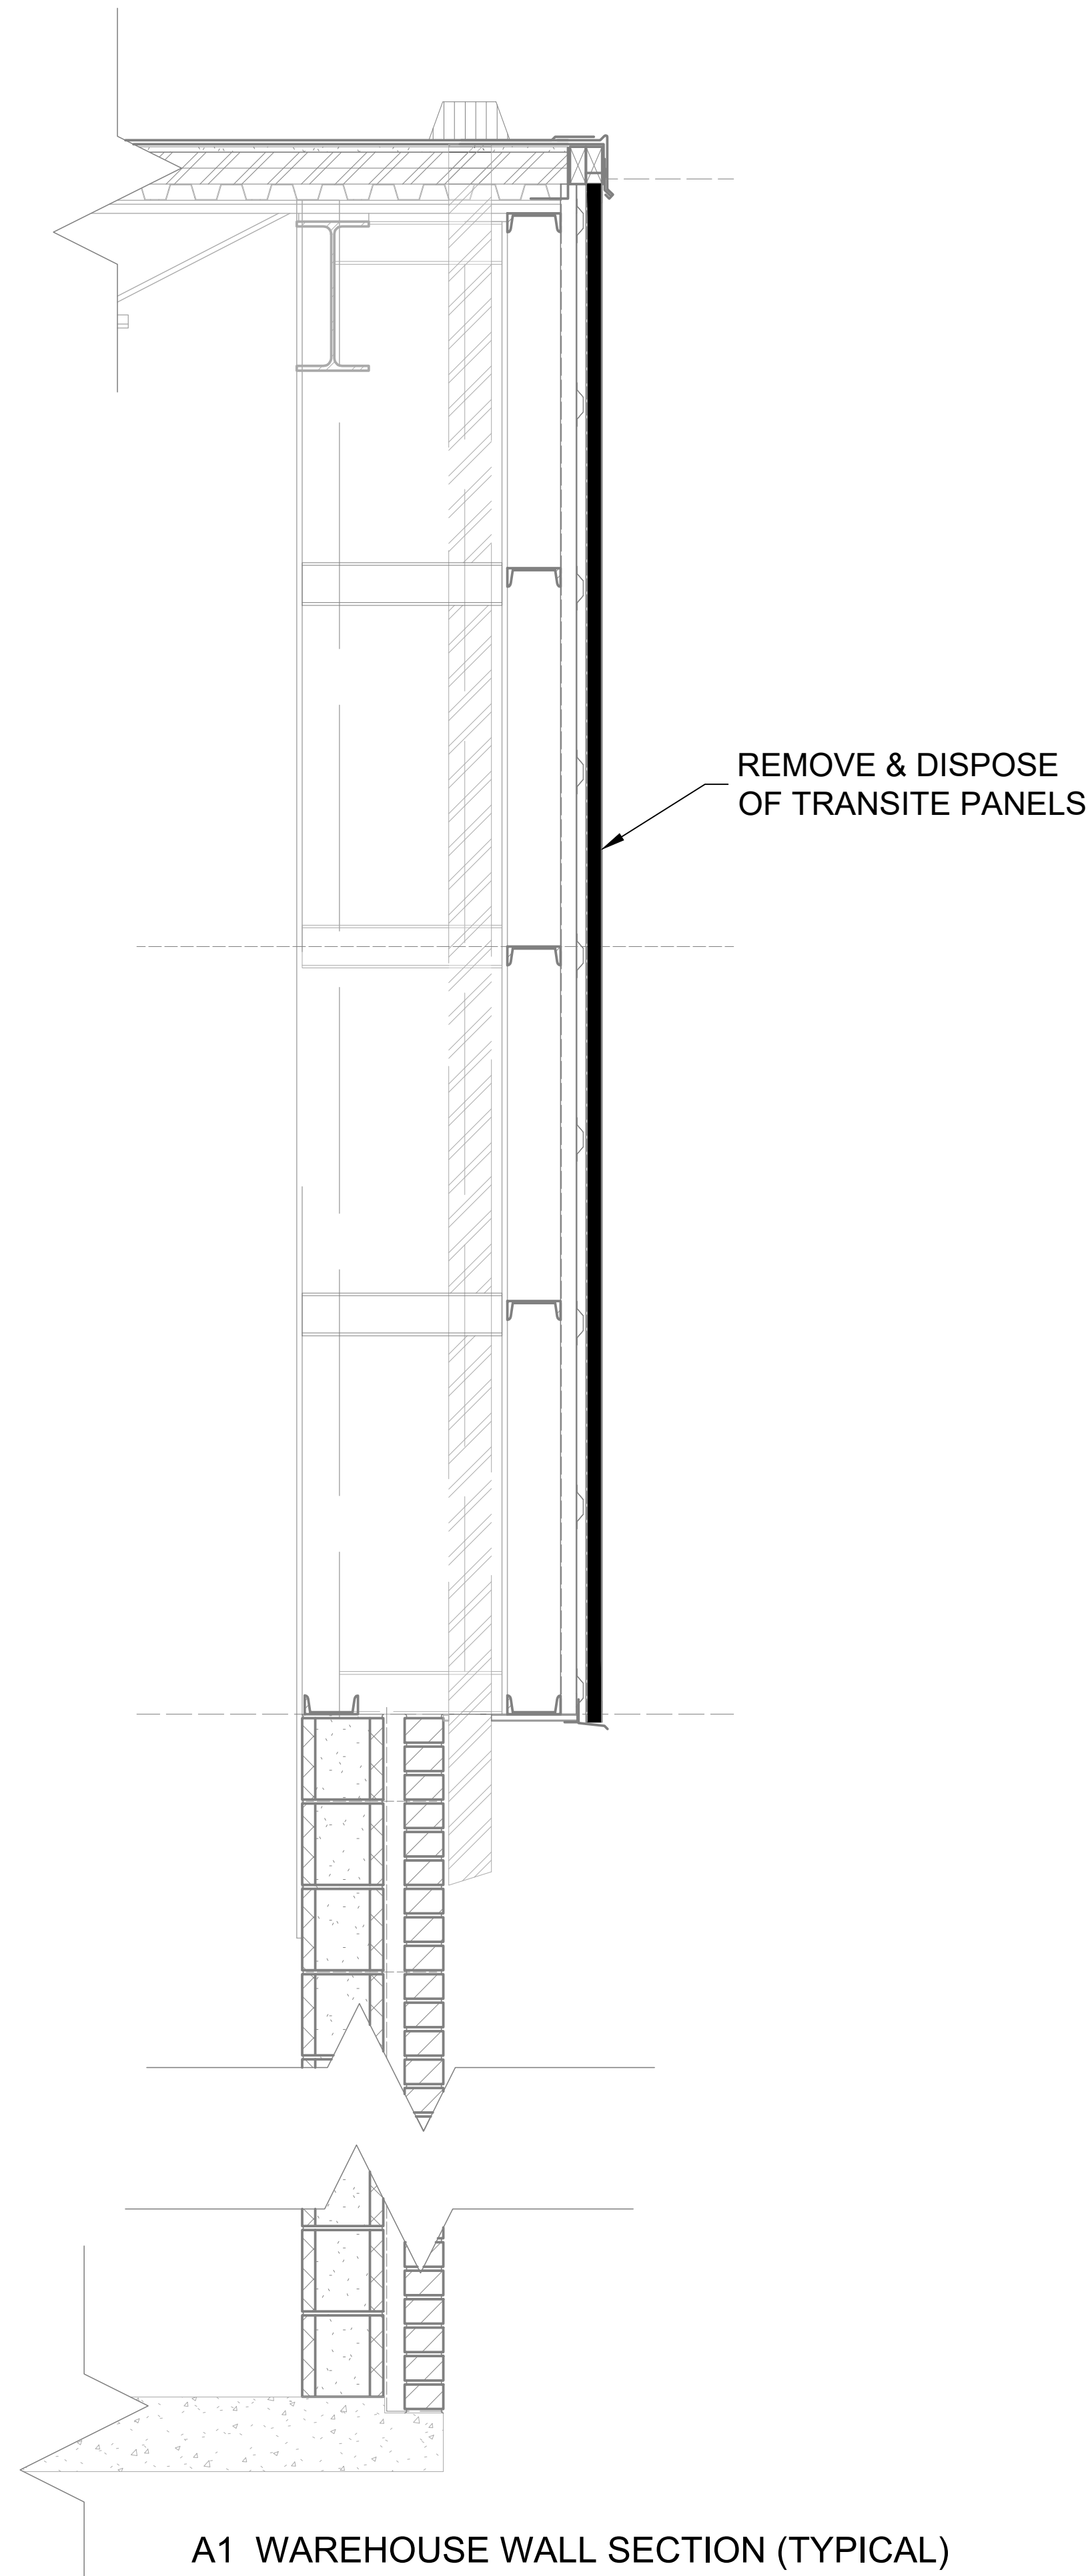 REMOVE & DISPOSE
OF TRANSITE PANELS
A1 WAREHOUSE WALL SECTION (TYPICAL)